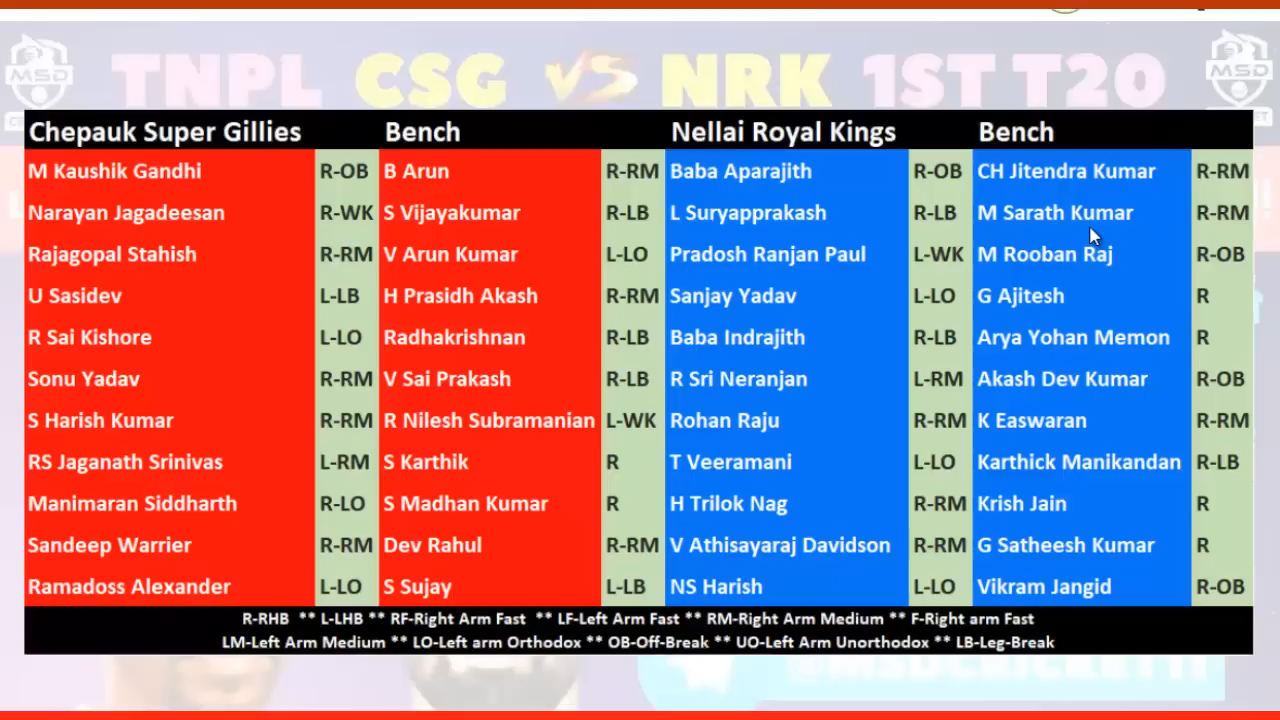 MSD
TNPL CSG VS NRK 1ST T20
MSD
Chepauk Super Gillies Bench Nellai Royal Kings Bench
M Kaushik Gandhi R-OB B Arun R-RM Baba Aparajith R-OB CH Jitendra Kumar R-RM
Narayan Jagadeesan R-WK S Vijayakumar R-LB L Suryapprakash R-LB M Sarath Kumar R-RM
Rajagopal Stahish R-RM V Arun Kumar L-LO Pradosh Ranjan Paul L-WK M Rooban Raj R-OB
U Sasidev L-LB H Prasidh Akash R-RM Sanjay Yadav L-LO G Ajitesh R
R Sai Kishore L-LO Radhakrishnan R-LB Baba Indrajith R-LB Arya Yohan Memon R
Sonu Yadav R-RM V Sai Prakash R-LB R Sri Neranjan L-RM Akash Dev Kumar R-OB
S Harish Kumar R-RM R Nilesh Subramanian L-WK Rohan Raju R-RM K Easwaran R-RM
RS Jaganath Srinivas L-RM S Karthik R T Veeramani L-LO Karthick Manikandan R-LB
Manimaran Siddharth R-LO S Madhan Kumar R H Trilok Nag R-RM Krish Jain R
Sandeep Warrier R-RM Dev Rahul R-RM V Athisayaraj Davidson R-RM G Satheesh Kumar R
Ramadoss Alexander L-LO S Sujay L-LB NS Harish L-LO Vikram Jangid R-OB
R-RHB ** L-LHB ** RF-Right Arm Fast ** LF-Left Arm Fast ** RM-Right Arm Medium ** F-Right arm Fast
LM-Left Arm Medium ** LO-Left arm Orthodox ** OB-Off-Break ** UO-Left Arm Unorthodox ** LB-Leg-Break